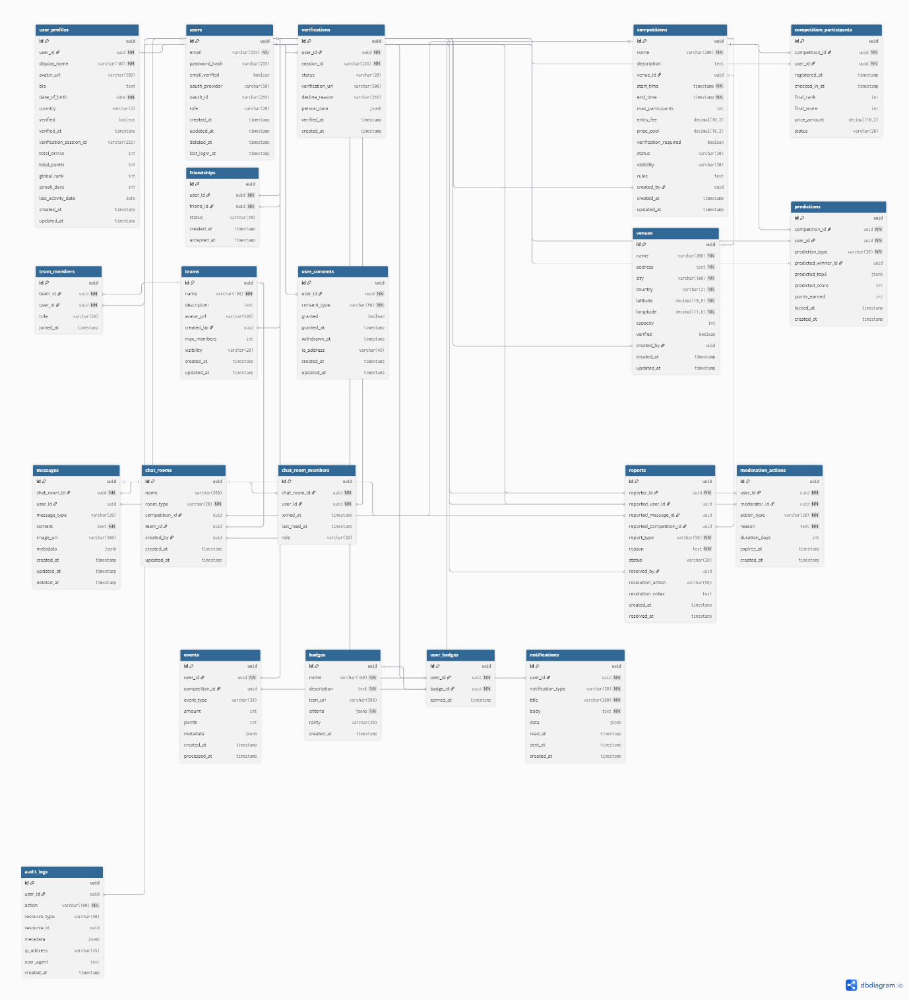 user_profiles
id uuid
user_id uuid NN
display_name varchar(100) NN
avatar_url varchar(500)
bio text
date_of_birth date NN
country varchar(2)
verified boolean
verified_at timestamp
verification_session_id varchar(255)
total_drinks int
total_points int
global_rank int
streak_days int
last_activity_date date
created_at timestamp
updated_at timestamp
users
id uuid
email varchar(255) NN
password_hash varchar(255)
email_verified boolean
oauth_provider varchar(50)
oauth_id varchar(255)
role varchar(20)
created_at timestamp
updated_at timestamp
deleted_at timestamp
last_login_at timestamp
verifications
id uuid
user_id uuid NN
session_id varchar(255) NN
status varchar(20)
verification_url varchar(500)
decline_reason varchar(255)
person_data jsonb
verified_at timestamp
created_at timestamp
competitions
id uuid
name varchar(200) NN
description text
venue_id uuid
start_time timestamp NN
end_time timestamp NN
max_participants int
entry_fee decimal(10,2)
prize_pool decimal(10,2)
verification_required boolean
status varchar(20)
visibility varchar(20)
rules text
created_by uuid
created_at timestamp
updated_at timestamp
competition_participants
id uuid
competition_id uuid NN
user_id uuid NN
registered_at timestamp
checked_in_at timestamp
final_rank int
final_score int
prize_amount decimal(10,2)
status varchar(20)
friendships
id uuid
user_id uuid NN
friend_id uuid NN
status varchar(20)
created_at timestamp
accepted_at timestamp
predictions
id uuid
competition_id uuid NN
user_id uuid NN
prediction_type varchar(20) NN
predicted_winner_id uuid
predicted_top3 jsonb
predicted_score int
points_earned int
locked_at timestamp
created_at timestamp
venues
id uuid
name varchar(200) NN
address text NN
city varchar(100) NN
country varchar(2) NN
latitude decimal(10,8) NN
longitude decimal(11,8) NN
capacity int
verified boolean
created_by uuid
created_at timestamp
updated_at timestamp
team_members
id uuid
team_id uuid NN
user_id uuid NN
role varchar(20)
joined_at timestamp
teams
id uuid
name varchar(100) NN
description text
avatar_url varchar(500)
created_by uuid
max_members int
visibility varchar(20)
created_at timestamp
updated_at timestamp
user_consents
id uuid
user_id uuid NN
consent_type varchar(50) NN
granted boolean
granted_at timestamp
withdrawn_at timestamp
ip_address varchar(45)
created_at timestamp
updated_at timestamp
messages
id uuid
chat_room_id uuid NN
user_id uuid
message_type varchar(20)
content text NN
image_url varchar(500)
metadata jsonb
created_at timestamp
updated_at timestamp
deleted_at timestamp
chat_rooms
id uuid
name varchar(200)
room_type varchar(20) NN
competition_id uuid
team_id uuid
created_by uuid
created_at timestamp
updated_at timestamp
chat_room_members
id uuid
chat_room_id uuid NN
user_id uuid NN
joined_at timestamp
last_read_at timestamp
role varchar(20)
reports
id uuid
reporter_id uuid NN
reported_user_id uuid
reported_message_id uuid
reported_competition_id uuid
report_type varchar(50) NN
reason text NN
status varchar(20)
resolved_by uuid
resolution_action varchar(50)
resolution_notes text
created_at timestamp
resolved_at timestamp
moderation_actions
id uuid
user_id uuid NN
moderator_id uuid NN
action_type varchar(20) NN
reason text NN
duration_days int
expires_at timestamp
created_at timestamp
events
id uuid
user_id uuid NN
competition_id uuid
event_type varchar(50)
amount int
points int
metadata jsonb
created_at timestamp
processed_at timestamp
badges
id uuid
name varchar(100) NN
description text NN
icon_url varchar(500)
criteria jsonb NN
rarity varchar(20)
created_at timestamp
user_badges
id uuid
user_id uuid NN
badge_id uuid NN
earned_at timestamp
notifications
id uuid
user_id uuid NN
notification_type varchar(50) NN
title varchar(200) NN
body text NN
data jsonb
read_at timestamp
sent_at timestamp
created_at timestamp
audit_logs
id uuid
user_id uuid
action varchar(100) NN
resource_type varchar(50)
resource_id uuid
metadata jsonb
ip_address varchar(45)
user_agent text
created_at timestamp
dbdiagram.io